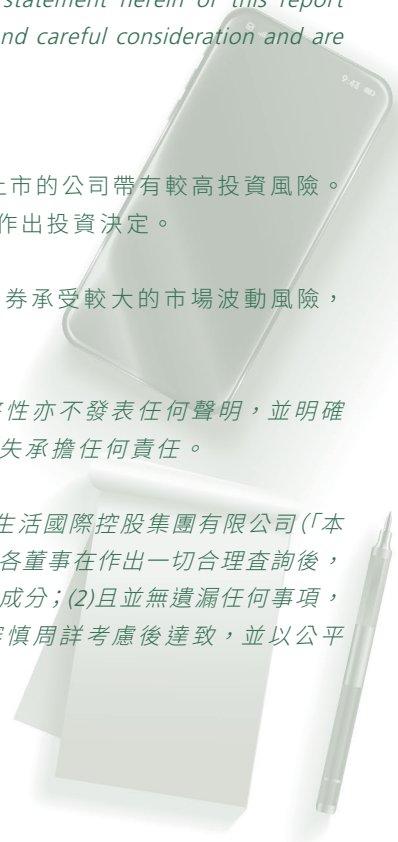 statement herein or this report
nd careful consideration and are
9:48
上市的公司帶有較高投資風險。
作出投資決定。
券承受較大的市場波動風險，
性亦不發表任何聲明，並明確
失承擔任何責任。
生活國際控股集團有限公司(「本
各董事在作出一切合理查詢後，
成分；(2)且並無遺漏任何事項，
慎周詳考慮後達致，並以公平